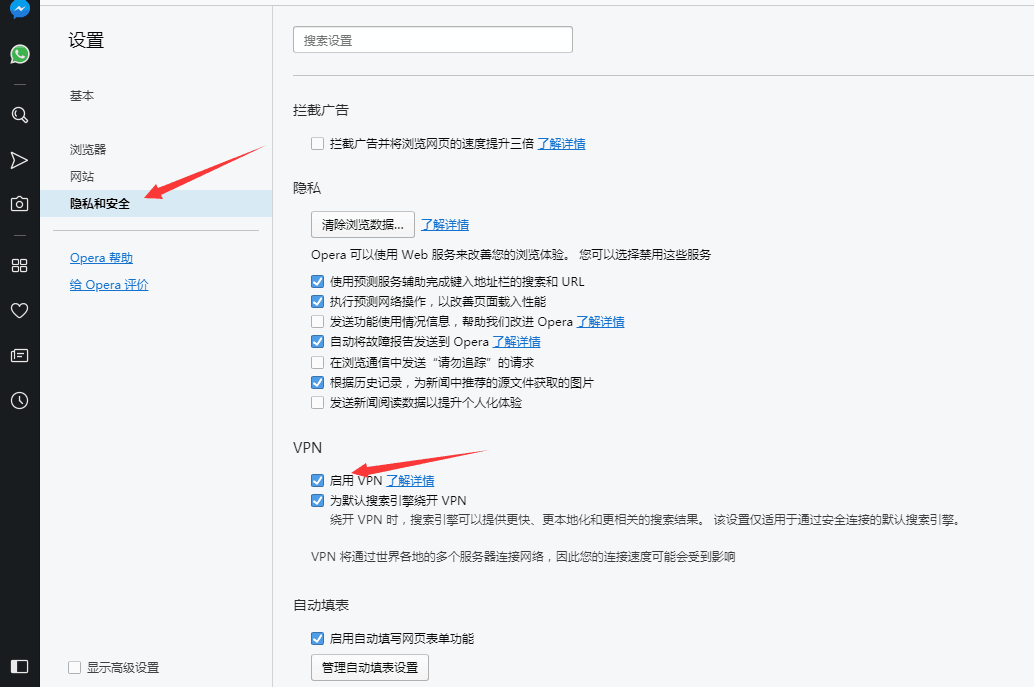 设置
基本
浏览器
网站
隐私和安全
Opera 帮助
给 Opera 评价
显示高级设置
搜索设置
拦截广告
拦截广告并将浏览网页的速度提升三倍 了解详情
隐私
清除浏览数据... 了解详情
Opera 可以使用 Web 服务来改善您的浏览体验。 您可以选择禁用这些服务
使用预测服务辅助完成键入地址栏的搜索和 URL
执行预测网络操作，以改善页面载入性能
发送功能使用情况信息，帮助我们改进 Opera 了解详情
自动将故障报告发送到 Opera 了解详情
在浏览通信中发送“请勿追踪”的请求
根据历史记录，为新闻中推荐的源文件获取的图片
发送新闻阅读数据以提升个人化体验
VPN
启用 VPN 了解详情
为默认搜索引擎绕开 VPN
绕开 VPN 时，搜索引擎可以提供更快、更本地化和更相关的搜索结果。 该设置仅适用于通过安全连接的默认搜索引擎。
VPN 将通过世界各地的多个服务器连接网络，因此您的连接速度可能会受到影响
自动填表
启用自动填写网页表单功能
管理自动填表设置